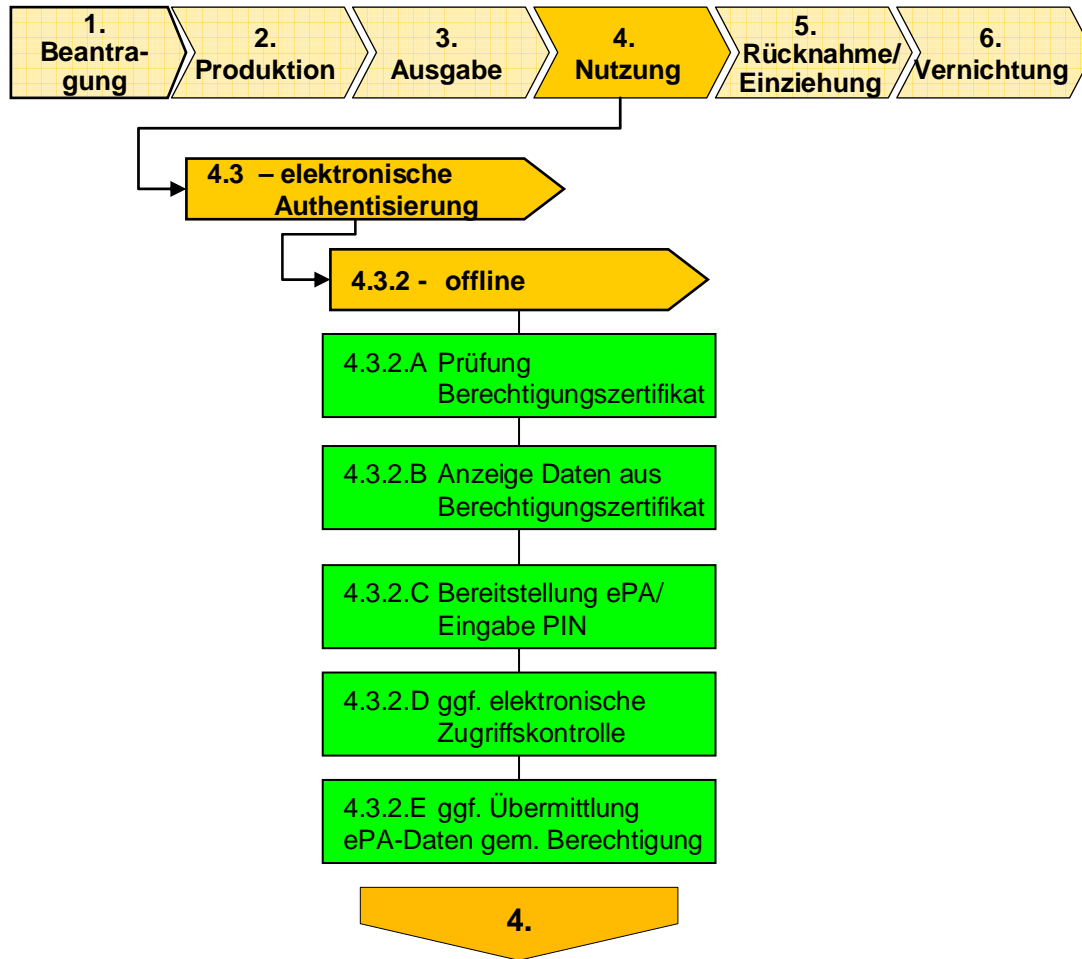 1.
Beantra-
gung
2.
Produktion
3.
Ausgabe
4.
Nutzung
5.
Rücknahme/
Einziehung
6.
Vernichtung
4.3 – elektronische
Authentisierung
4.3.2 - offline
4.3.2.A Prüfung
Berechtigungszertifikat
4.3.2.B Anzeige Daten aus
Berechtigungszertifikat
4.3.2.C Bereitstellung ePA/
Eingabe PIN
4.3.2.D ggf. elektronische
Zugriffskontrolle
4.3.2.E ggf. Übermittlung
ePA-Daten gem. Berechtigung
4.